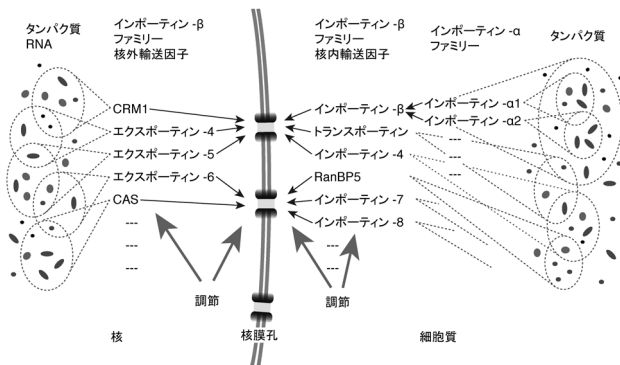 タンパク質
RNA
インポーティン -β
ファミリー
核外輸送因子
インポーティン -β
ファミリー
核内輸送因子
インポーティン -α
ファミリー
タンパク質
CRM1
エクスポーティン -4
エクスポーティン -5
エクスポーティン -6
CAS
---
---
---
インポーティン -β
トランスポーティン
インポーティン -4
RanBP5
インポーティン -7
インポーティン -8
---
---
インポーティン -α1
インポーティン -α2
---
---
---
調節
調節
核
核膜孔
細胞質